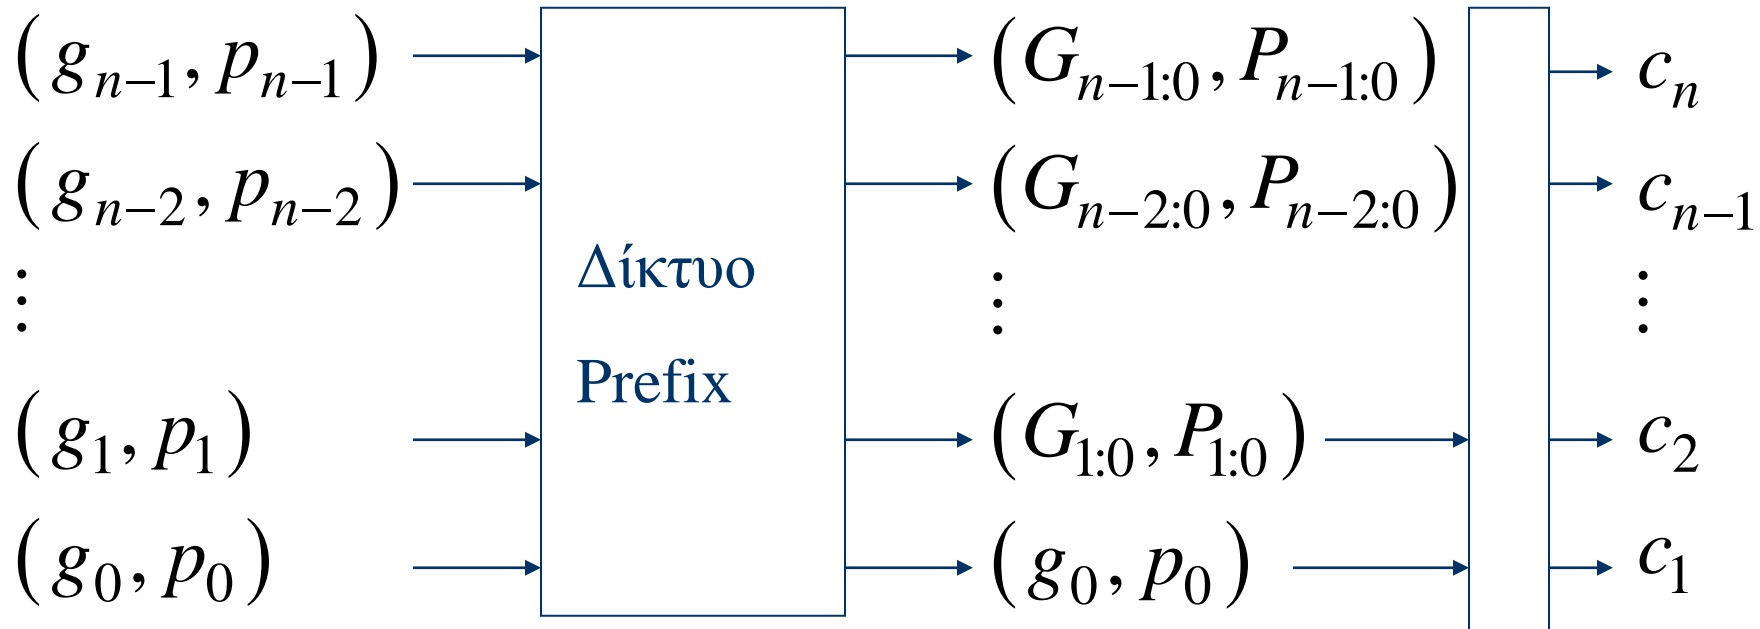 (g_{n-1}, p_{n-1}) (G_{n-1:0}, P_{n-1:0}) c_n
(g_{n-2}, p_{n-2}) (G_{n-2:0}, P_{n-2:0}) c_{n-1}
⋮ Δίκτυο ⋮ ⋮
Prefix
(g_1, p_1) (G_{1:0}, P_{1:0}) c_2
(g_0, p_0) (g_0, p_0) c_1